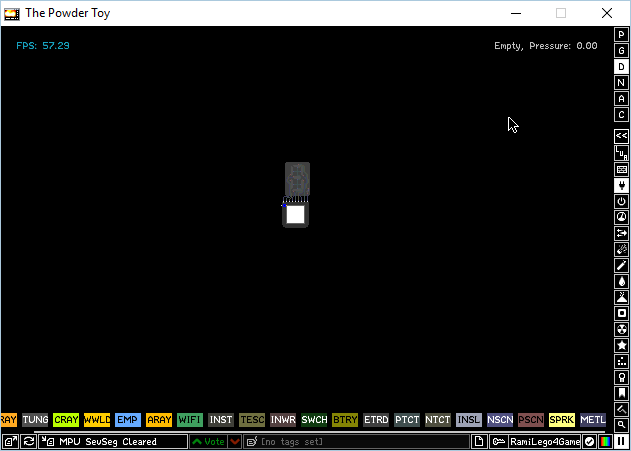 The Powder Toy
FPS: 57.29
Empty, Pressure: 0.00
P
G
D
N
A
C
<<
LUA
RAY TUNG CRAY WWLD EMP ARAY WIFI INST TESC INWR SWCH BTRY ETRD PTCT NTCT INSL NSCN PSCN SPRK METL
MPU SevSeg Cleared
Vote
[no tags set]
RamiLego4Game